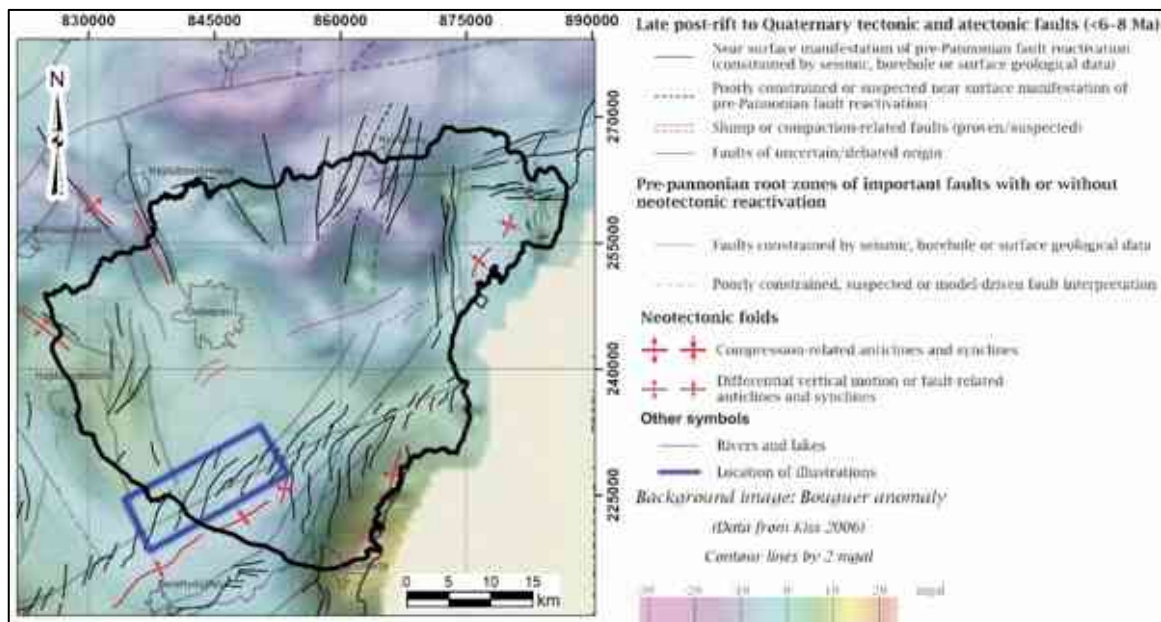 830000 845000 860000 875000 890000
N
270000
255000
240000
225000
0 5 10 15
km
Late post-rift to Quaternary tectonic and atectonic faults (<6-8 Ma)
Near surface manifestation of pre-Pannonian fault reactivation
(constrained by seismic, borehole or surface geological data)
Poorly constrained or suspected near surface manifestation of
pre-Pannonian fault reactivation
Slump or compaction-related faults (proven/suspected)
Faults of uncertain/debated origin
Pre-pannonian root zones of important faults with or without
neotectonic reactivation
Faults constrained by seismic, borehole or surface geological data
Poorly constrained, suspected or model-driven fault interpretation
Neotectonic folds
Compression-related anticlines and synclines
Differential vertical motion or fault-related
anticlines and synclines
Other symbols
Rivers and lakes
Location of illustrations
Background image: Bouguer anomaly
(Data from Kiss 2006)
Contour lines by 2 mgal
-30 -20 -10 0 10 20 mgal